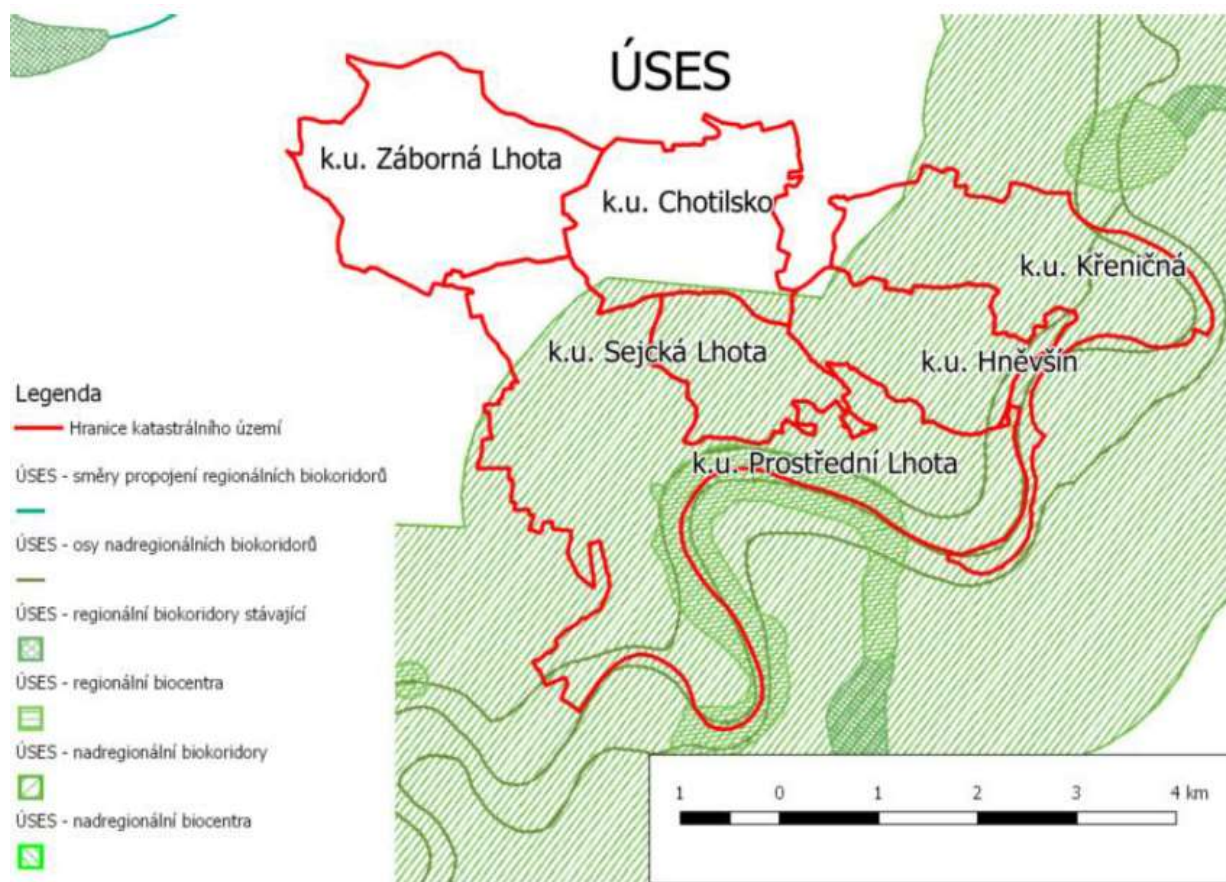 ÚSES
k.u. Záborná Lhota
k.u. Chotilsko
k.u. Křeničná
k.u. Sejcká Lhota
k.u. Hněvšín
k.u. Prostřední Lhota
Legenda
Hranice katastrálního území
ÚSES - směry propojení regionálních biokoridorů
ÚSES - osy nadregionálních biokoridorů
ÚSES - regionální biokoridory stávající
ÚSES - regionální biocentra
ÚSES - nadregionální biokoridory
ÚSES - nadregionální biocentra
1 0 1 2 3 4 km